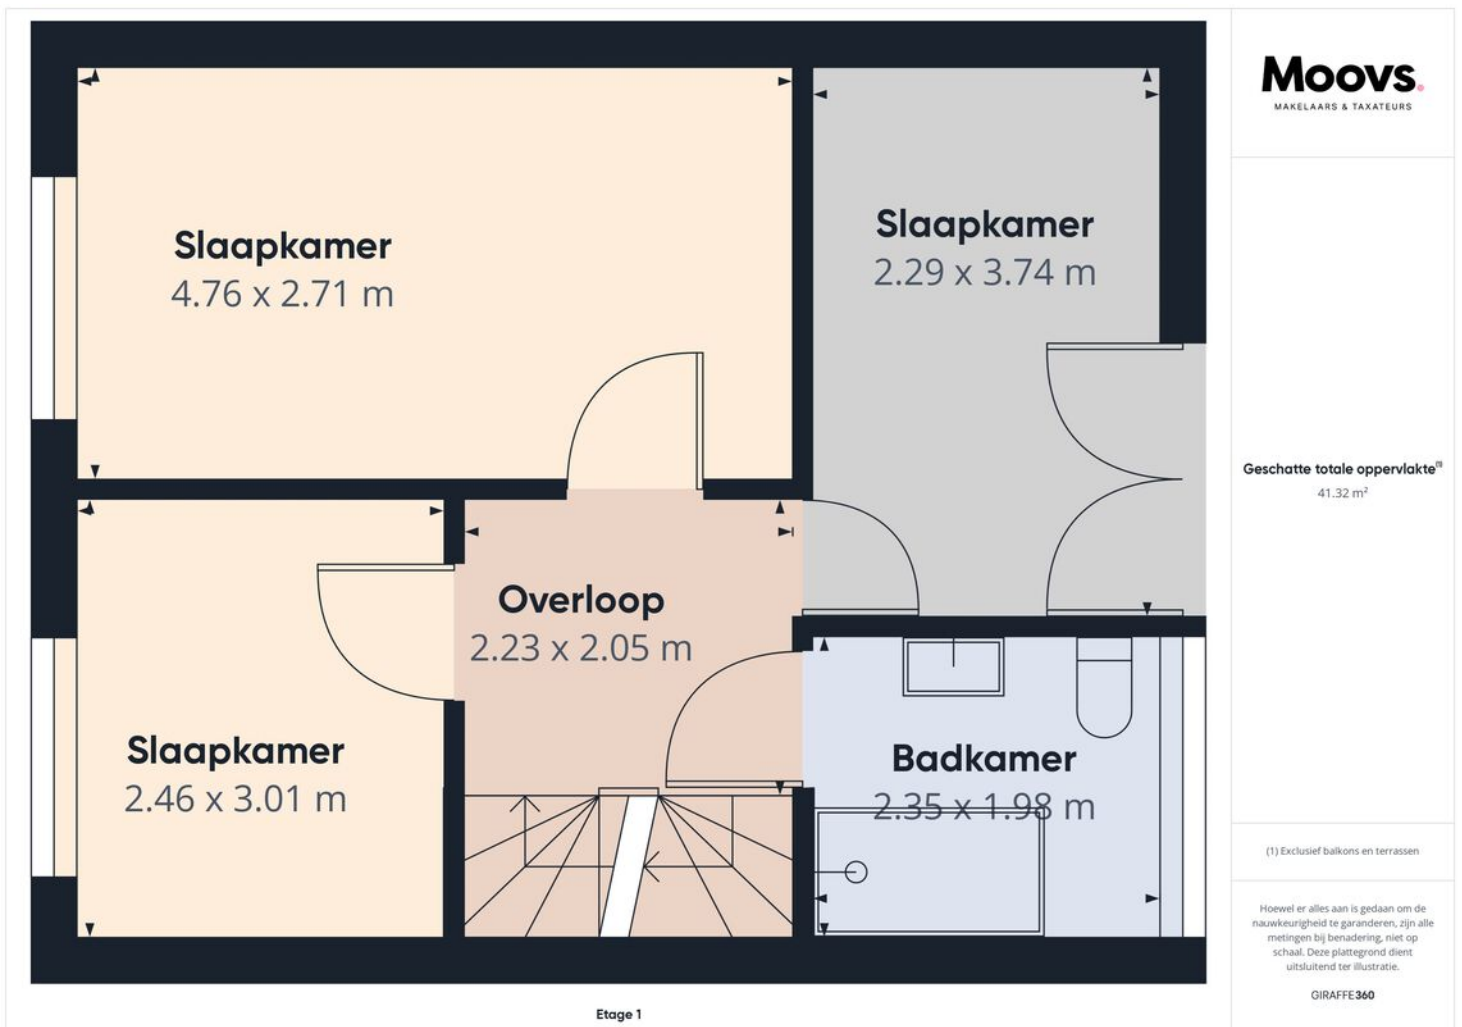 Moovs.
MAKELAARS & TAXATEURS
Slaapkamer
4.76 x 2.71 m
Slaapkamer
2.29 x 3.74 m
Geschatte totale oppervlakte(1)
41.32 m²
Overloop
2.23 x 2.05 m
Slaapkamer
2.46 x 3.01 m
Badkamer
2.35 x 1.98 m
(1) Exclusief balkons en terrassen
Hoewel er alles aan is gedaan om de
nauwkeurigheid te garanderen, zijn alle
metingen bij benadering, niet op
schaal. Deze plattegrond dient
uitsluitend ter illustratie.
GIRAFFE360
Etage 1